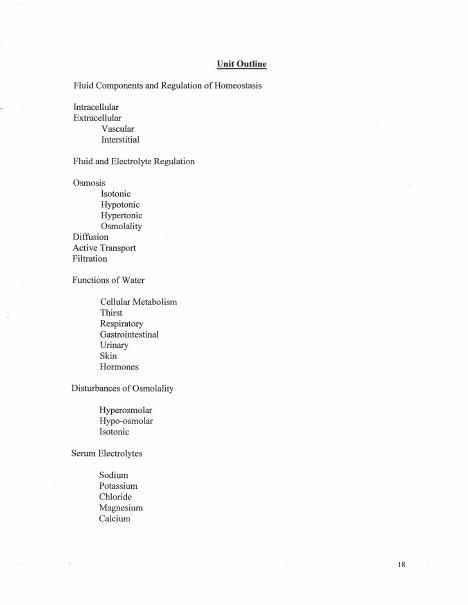 Unit Outline
Fluid Components and Regulation of Homeostasis
Intracellular
Extracellular
Vascular
Interstitial
Fluid and Electrolyte Regulation
Osmosis
Isotonic
Hypotonic
Hypertonic
Osmolality
Diffusion
Active Transport
Filtration
Functions of Water
Cellular Metabolism
Thirst
Respiratory
Gastrointestinal
Urinary
Skin
Hormones
Disturbances of Osmolality
Hyperosmolar
Hypo-osmolar
Isotonic
Serum Electrolytes
Sodium
Potassium
Chloride
Magnesium
Calcium
18